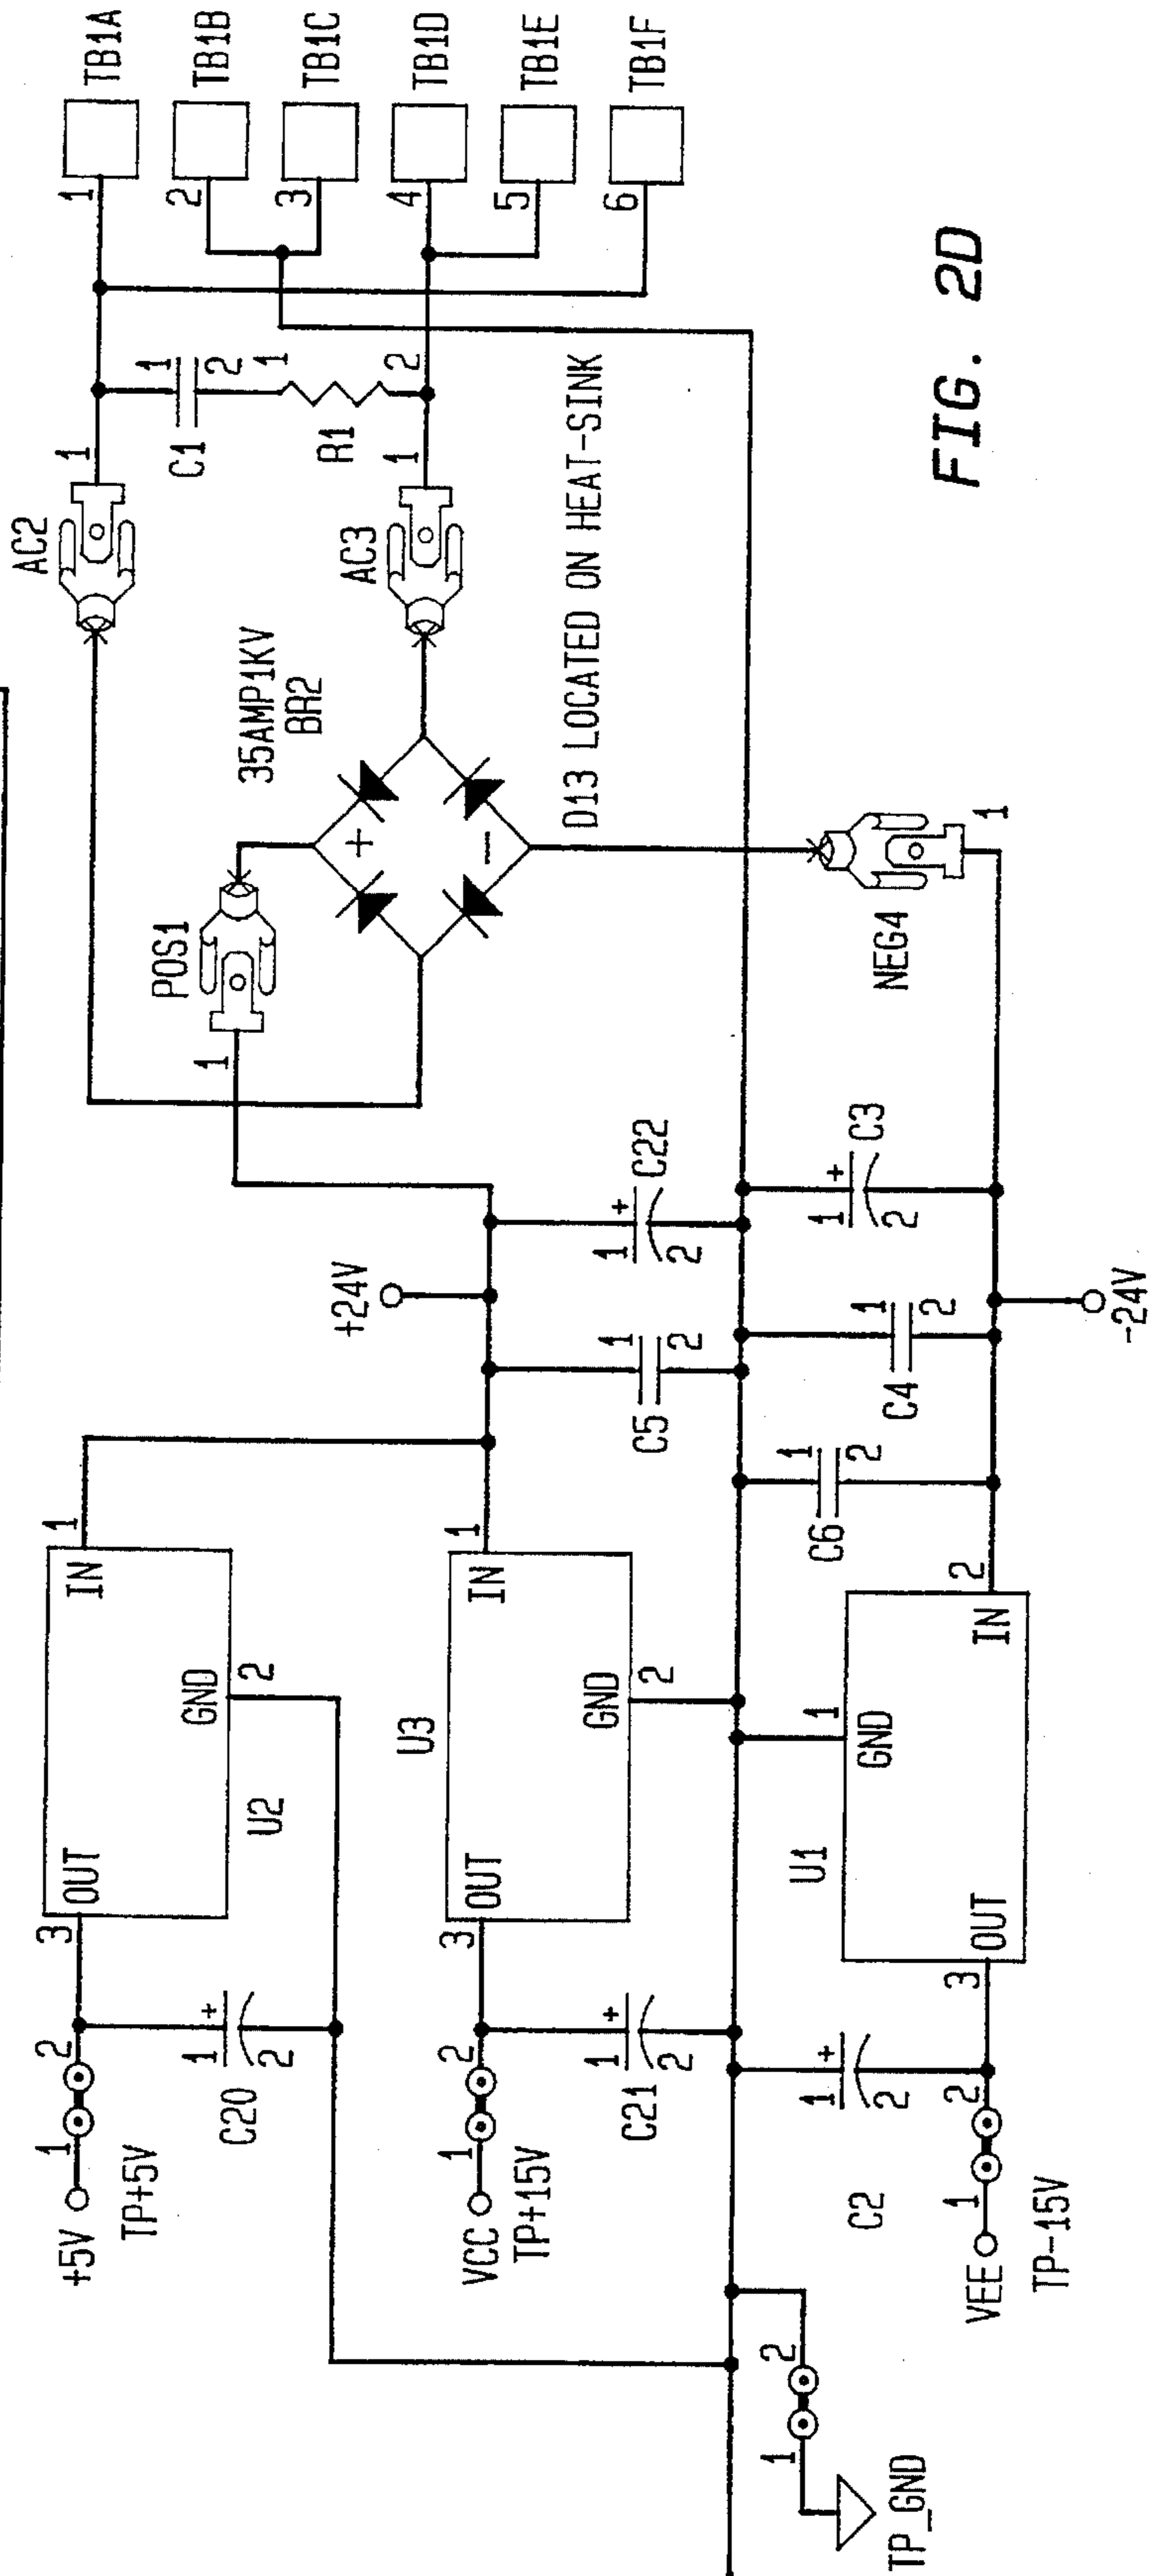 TB1A
TB1B
TB1C
TB1D
TB1E
TB1F
1
2
3
4
5
6
AC2
1
1
C1
2
1
R1
2
AC3
1
35AMP1KV
BR2
+
-
D13 LOCATED ON HEAT-SINK
POS1
1
NEG4
1
+24V
1
+
C22
2
1
C5
2
1
+
C3
2
1
C4
2
1
C6
2
-24V
IN
1
OUT
3
GND
2
U2
IN
1
OUT
3
GND
2
U3
GND
1
IN
2
OUT
3
U1
+5V
1
2
TP+5V
1
+
2
C20
VCC
1
2
TP+15V
1
+
2
C21
1
+
2
C2
VEE
1
2
TP-15V
1
2
TP_GND
FIG. 2D